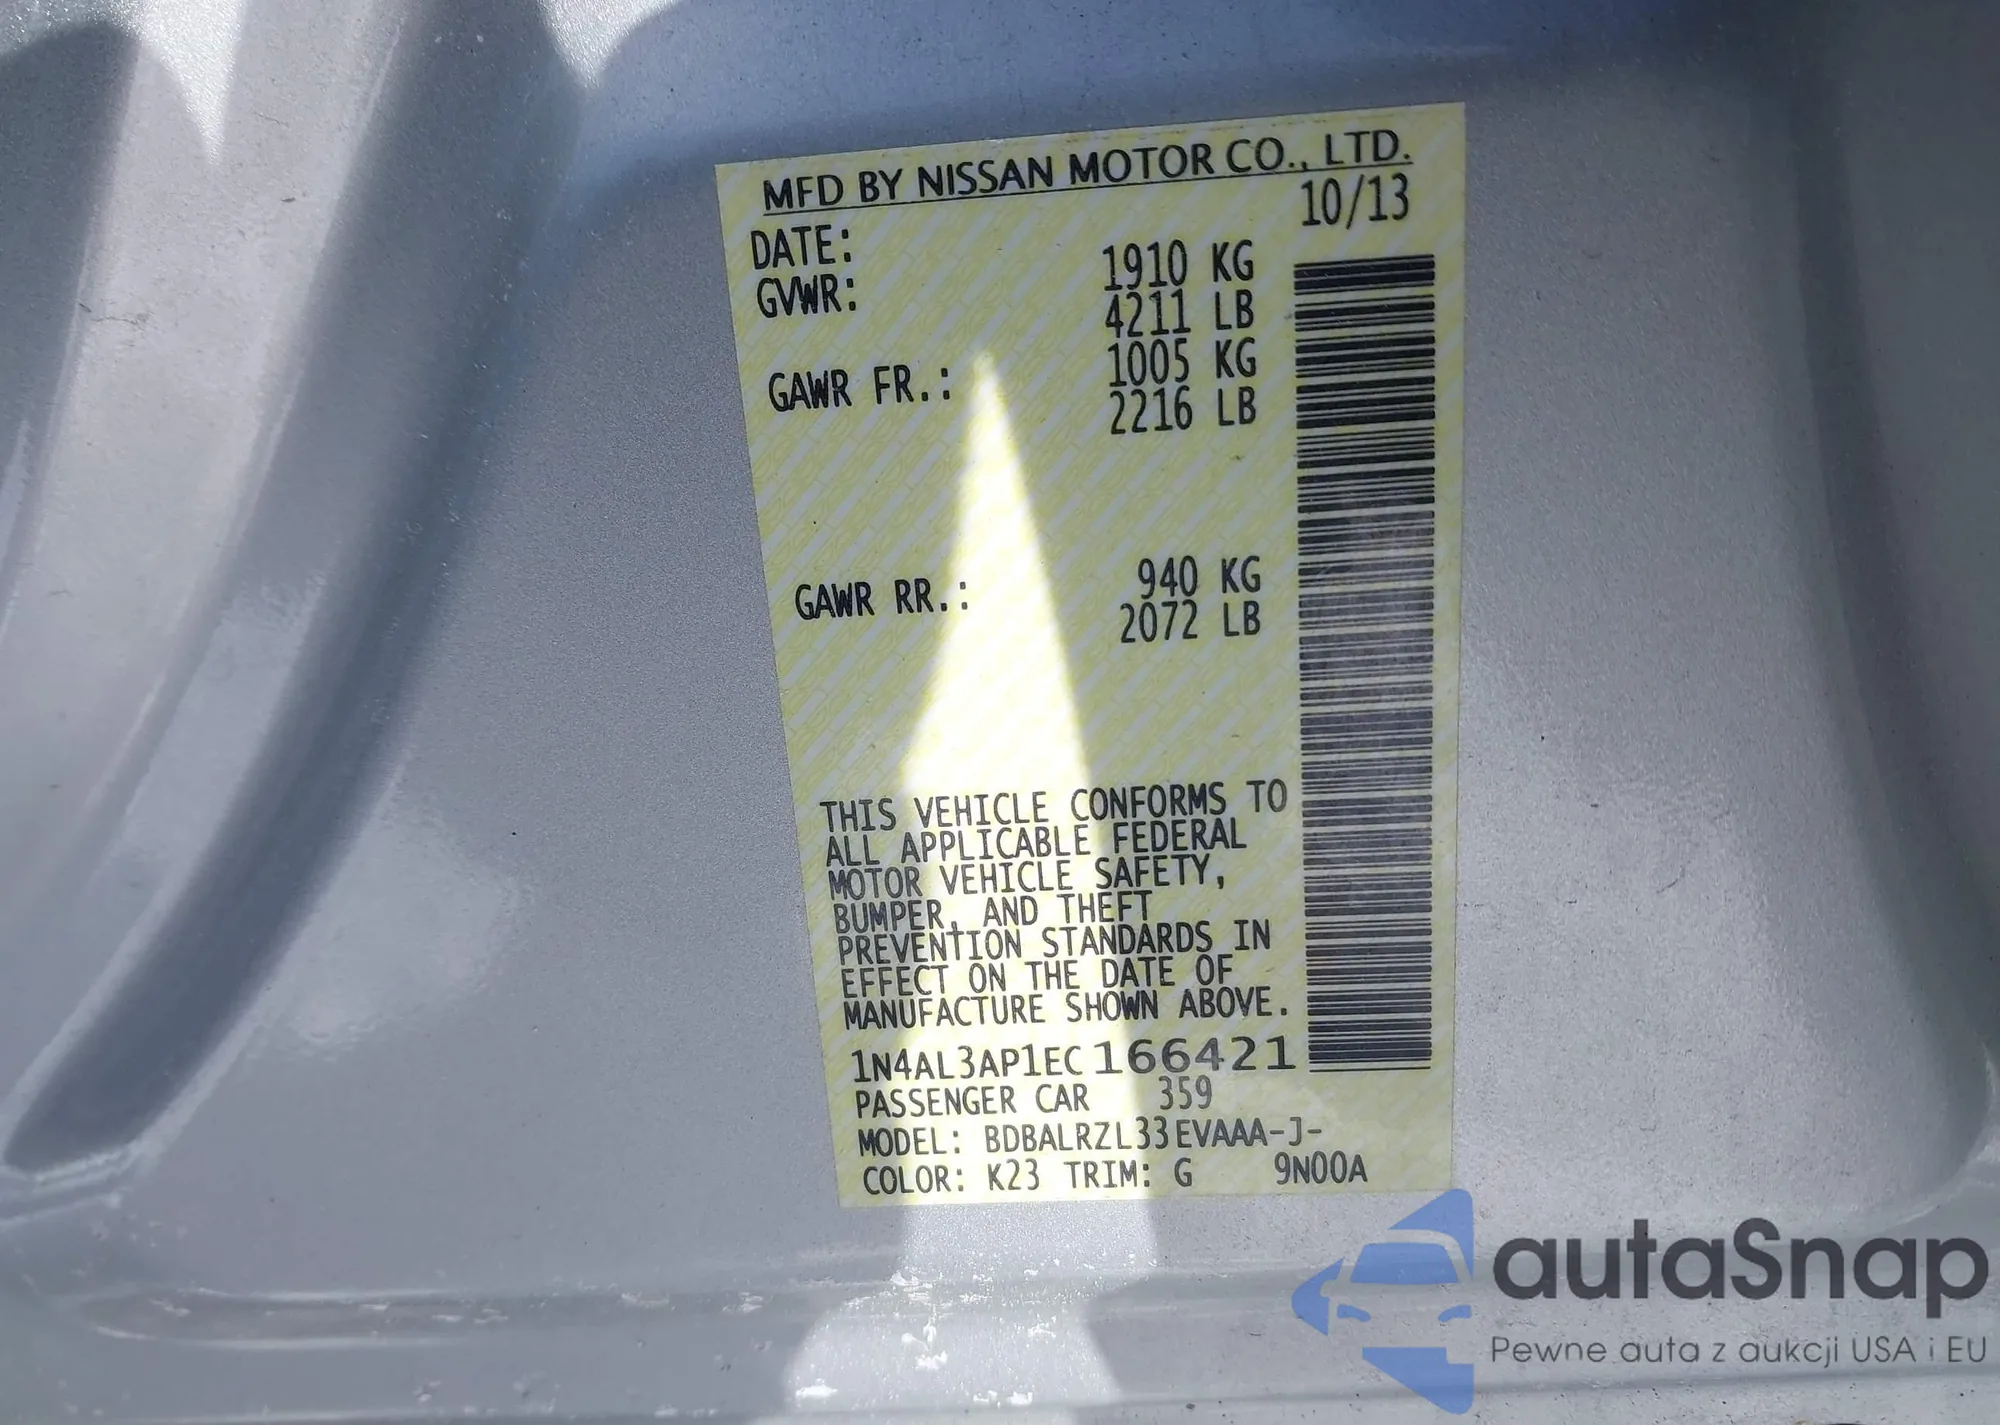 MFD BY NISSAN MOTOR CO., LTD.
DATE: 10/13
GVWR: 1910 KG
4211 LB
GAWR FR.: 1005 KG
2216 LB
GAWR RR.: 940 KG
2072 LB
THIS VEHICLE CONFORMS TO
ALL APPLICABLE FEDERAL
MOTOR VEHICLE SAFETY,
BUMPER, AND THEFT
PREVENTION STANDARDS IN
EFFECT ON THE DATE OF
MANUFACTURE SHOWN ABOVE.
1N4AL3AP1EC166421
PASSENGER CAR 359
MODEL: BDBALRZL33EVAAA-J-
COLOR: K23 TRIM: G 9N00A
autaSnap
Pewne auta z aukcji USA i EU